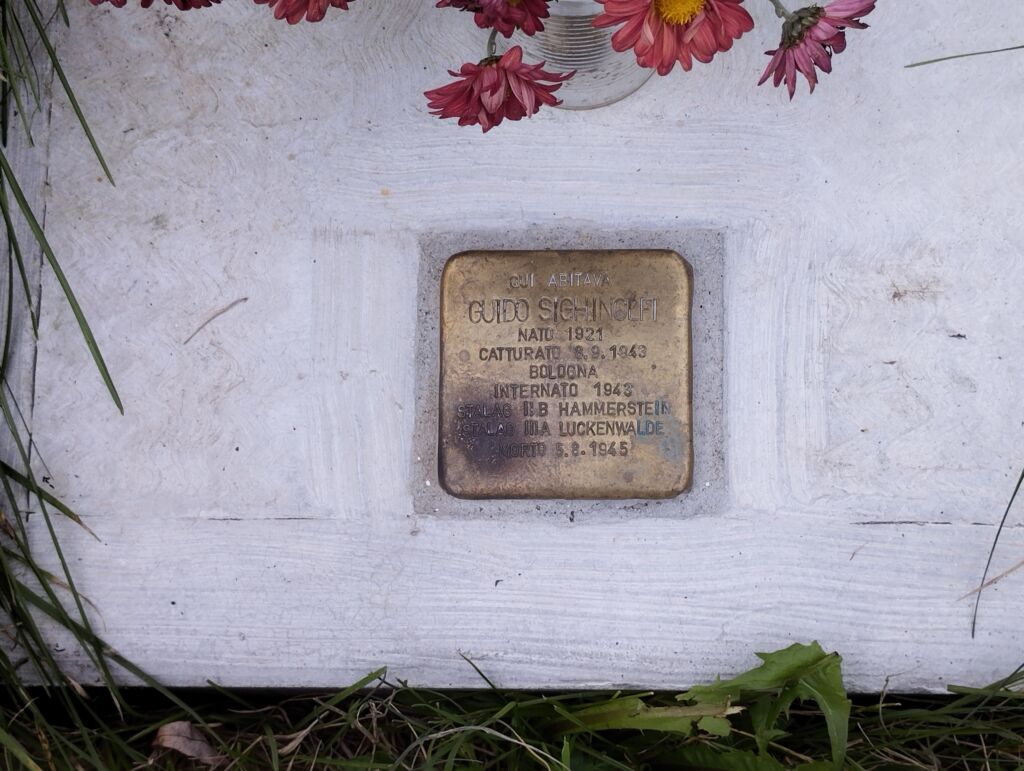 QUI ABITAVA
GUIDO SIGHINOLFI
NATO 1921
CATTURATO 8.9.1943
BOLOGNA
INTERNATO 1943
STALAG II B HAMMERSTEIN
STALAG III A LUCKENWALDE
MORTO 5.8.1945